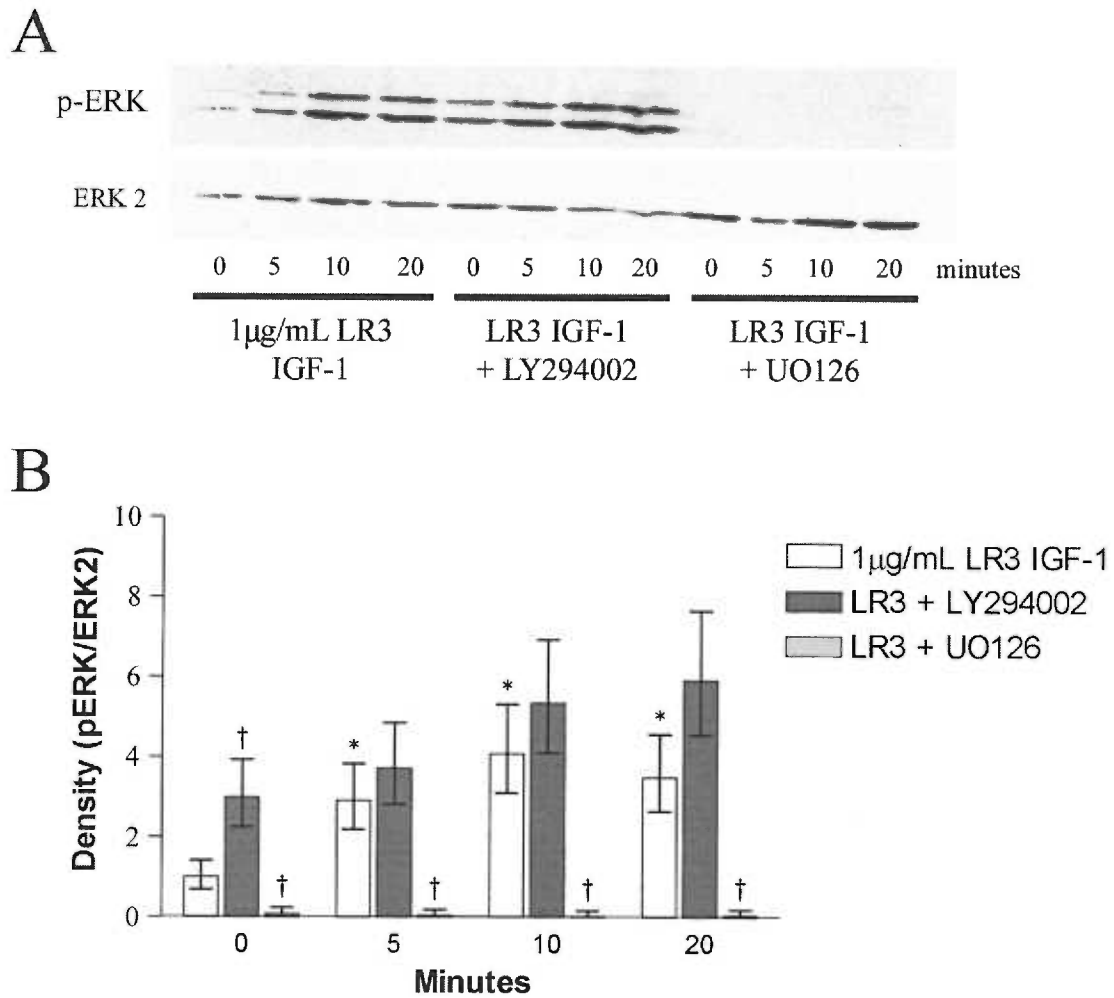 A
p-ERK
ERK 2
0 5 10 20 0 5 10 20 0 5 10 20 minutes
1μg/mL LR3 IGF-1
LR3 IGF-1 + LY294002
LR3 IGF-1 + UO126
B
10
8
6
4
2
0
Density (pERK/ERK2)
† † * † * † * †
0 5 10 20
Minutes
1μg/mL LR3 IGF-1
LR3 + LY294002
LR3 + UO126